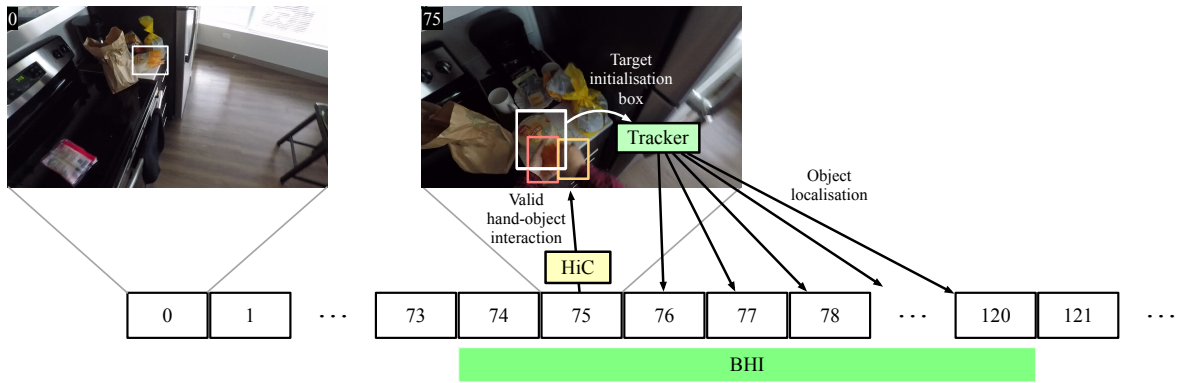 0
75
Target
initialisation
box
Tracker
Object
localisation
Valid
hand-object
interaction
HiC
0 1 ... 73 74 75 76 77 78 ... 120 121 ...
BHI